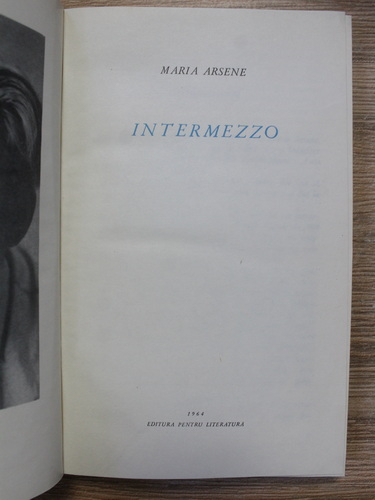 MARIA ARSENE
INTERMEZZO
1964
EDITURA PENTRU LITERATURA